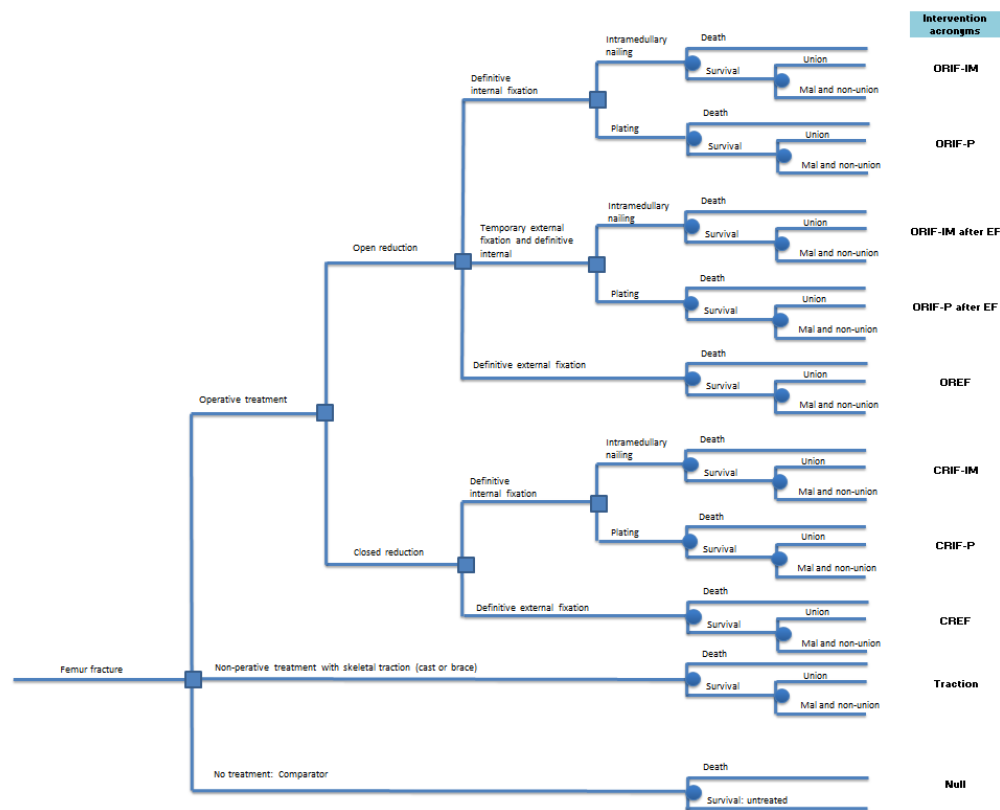 Intervention
acronyms
Death
Intramedullary
nailing
Union
ORIF-IM
Survival
Definitive
internal fixation
Mal and non-union
Death
Plating
Union
ORIF-P
Survival
Mal and non-union
Death
Intramedullary
nailing
Union
Temporary external
fixation and definitive
internal
ORIF-IM after EF
Survival
Open reduction
Mal and non-union
Death
Plating
Union
ORIF-P after EF
Survival
Mal and non-union
Death
Definitive external fixation
Union
OREF
Survival
Operative treatment
Mal and non-union
Death
Intramedullary
nailing
Union
CRIF-IM
Survival
Definitive
internal fixation
Mal and non-union
Death
Plating
Union
CRIF-P
Survival
Closed reduction
Mal and non-union
Death
Definitive external fixation
Union
CREF
Survival
Mal and non-union
Death
Femur fracture
Non-perative treatment with skeletal traction (cast or brace)
Union
Traction
Survival
Mal and non-union
Death
No treatment: Comparator
Null
Survival: untreated